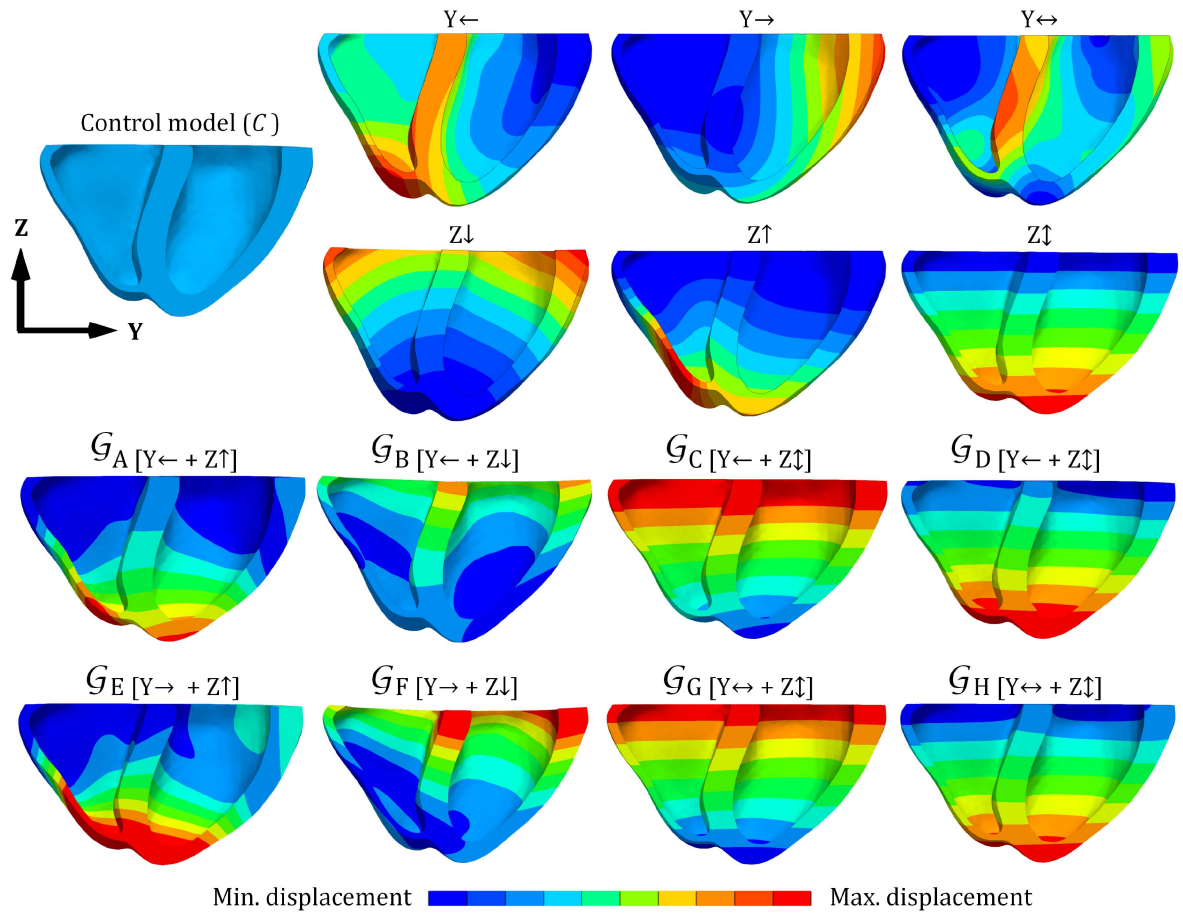 Y← Y→ Y↔
Control model (C )
Z
Y
Z↓ Z↑ Z↕
𝒢A [Y← + Z↑] 𝒢B [Y← + Z↓] 𝒢C [Y← + Z↕] 𝒢D [Y← + Z↕]
𝒢E [Y→ + Z↑] 𝒢F [Y→ + Z↓] 𝒢G [Y↔ + Z↕] 𝒢H [Y↔ + Z↕]
Min. displacement Max. displacement